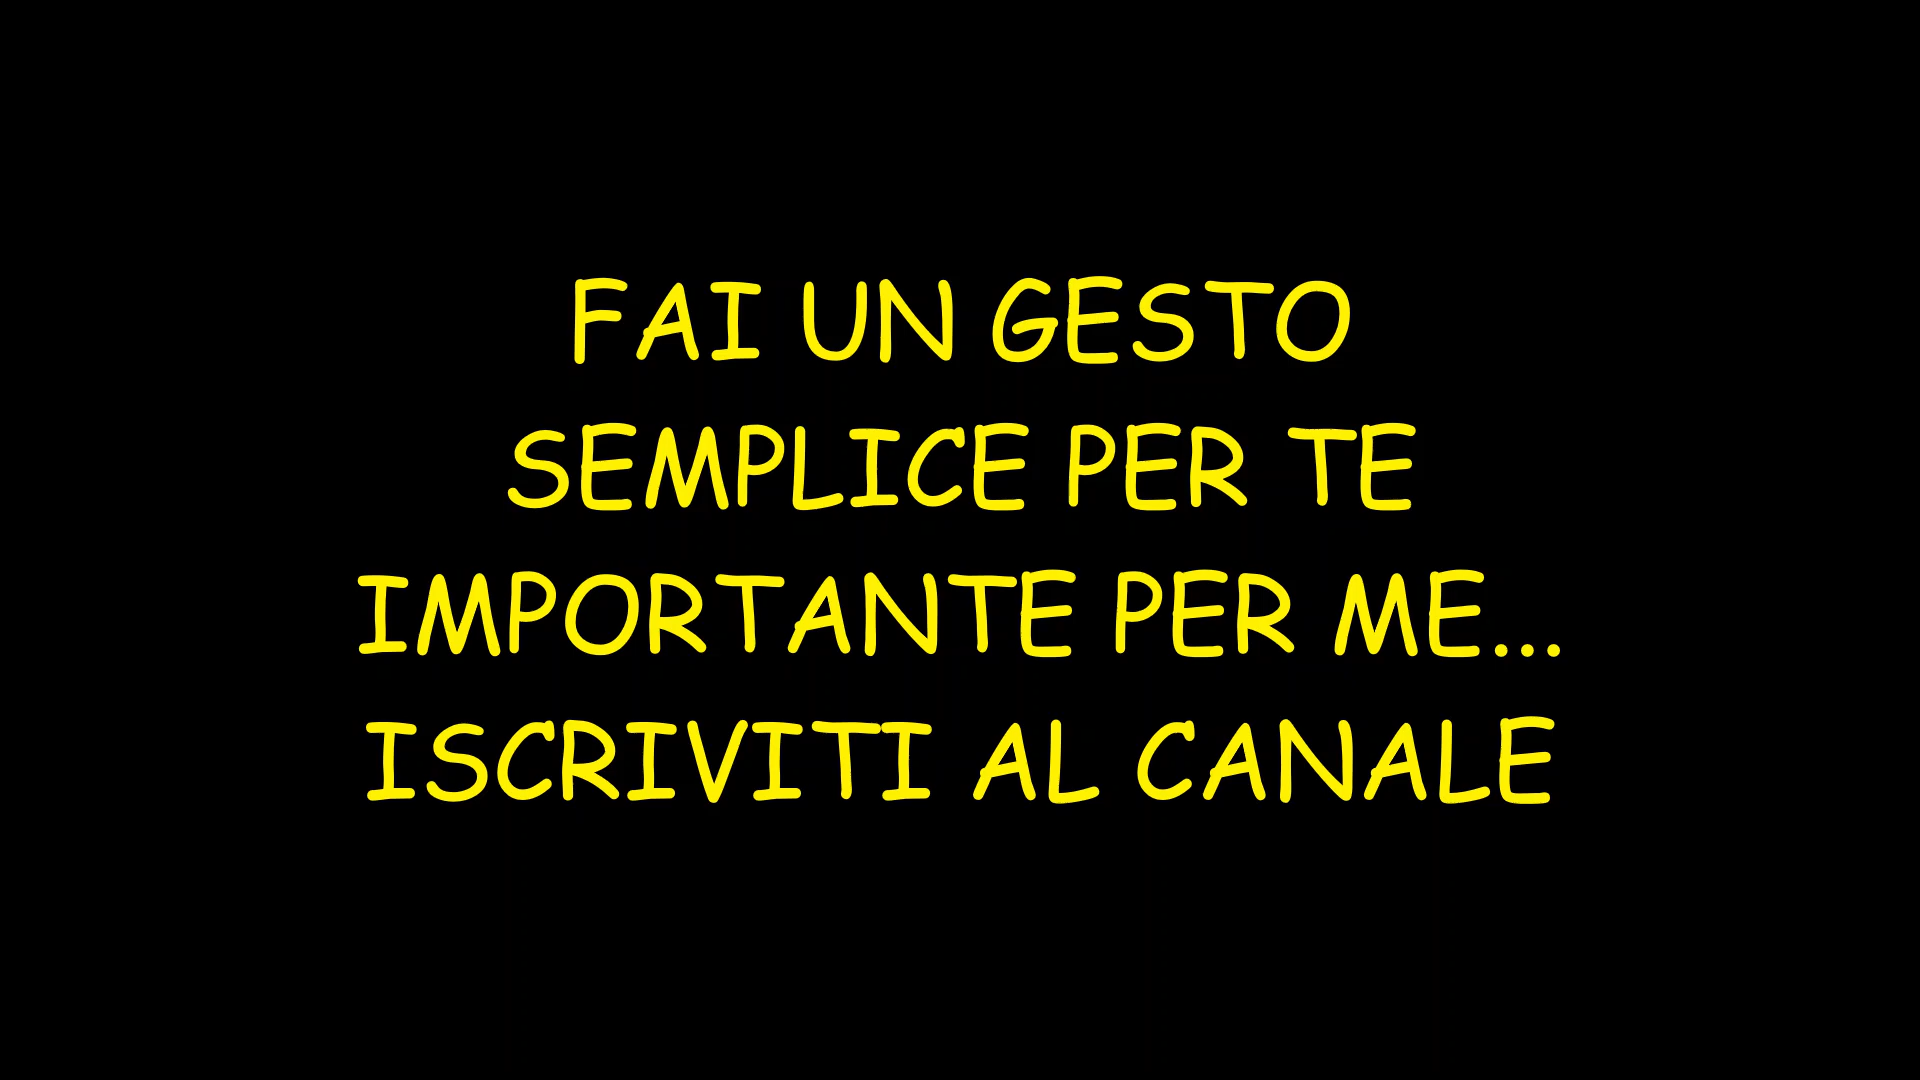 FAI UN GESTO
SEMPLICE PER TE
IMPORTANTE PER ME...
ISCRIVITI AL CANALE